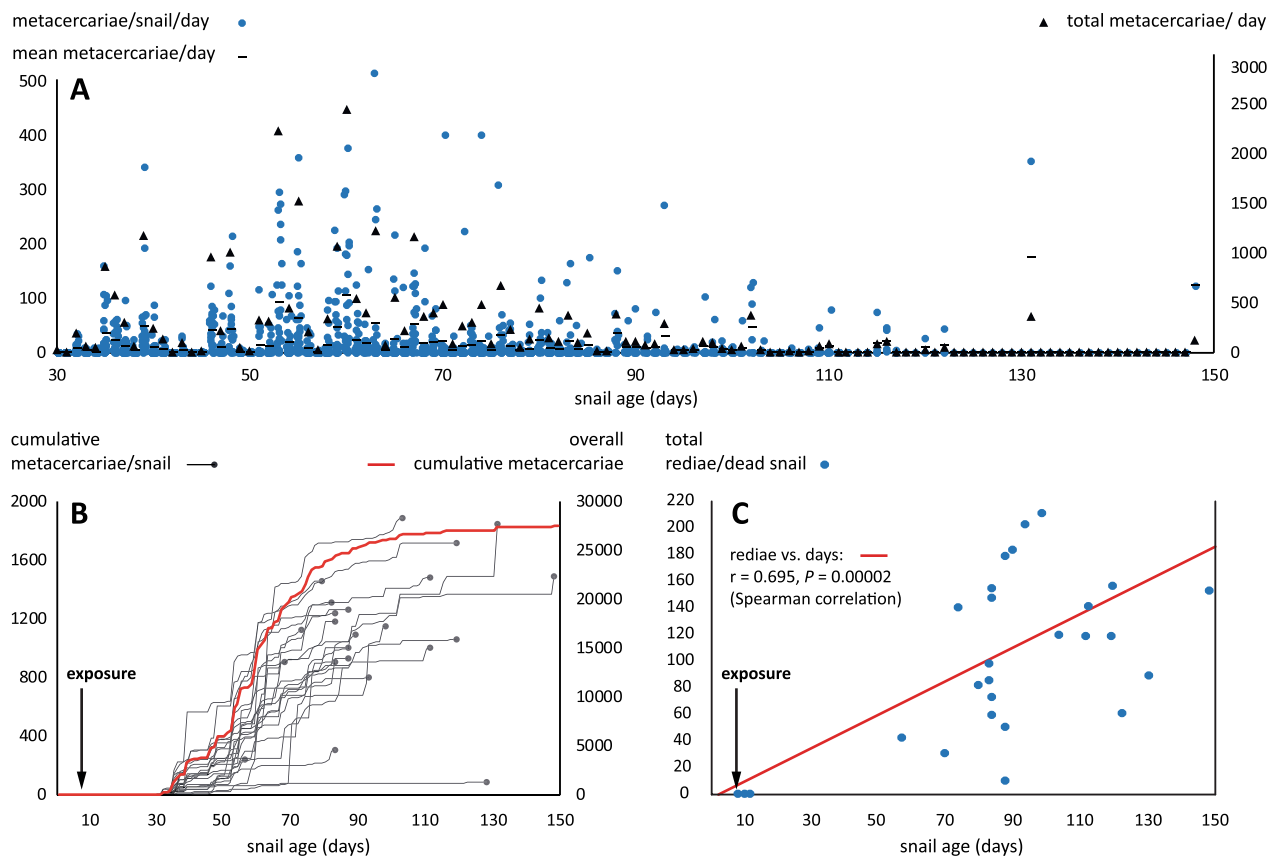 metacercariae/snail/day
total metacercariae/ day
mean metacercariae/day
A
500
400
300
200
100
0
3000
2500
2000
1500
1000
500
0
30 50 70 90 110 130 150
snail age (days)
cumulative
metacercariae/snail
overall
cumulative metacercariae
B
2000
1600
1200
800
400
0
30000
25000
20000
15000
10000
5000
0
exposure
10 30 50 70 90 110 130 150
snail age (days)
total
rediae/dead snail
C
220
200
180
160
140
120
100
80
60
40
20
0
rediae vs. days:
r = 0.695, P = 0.00002
(Spearman correlation)
exposure
10 30 50 70 90 110 130 150
snail age (days)